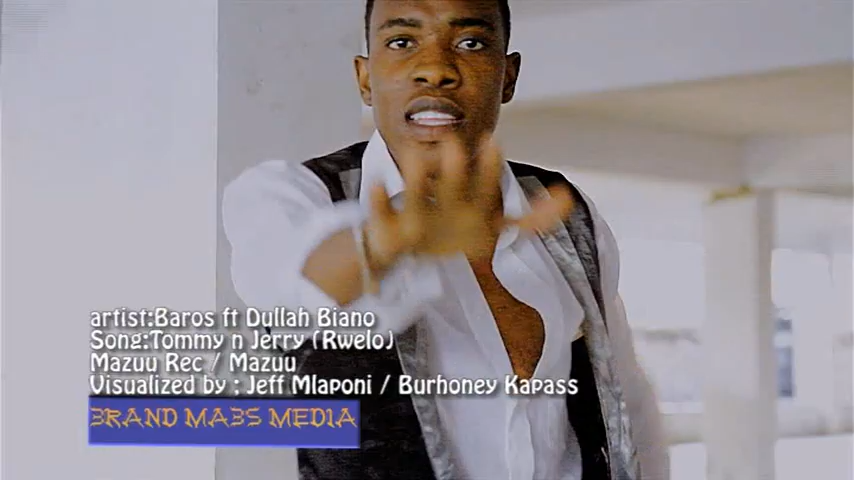 artist:Baros ft Dullah Biano
Song:Tommy n Jerry (Rwelo)
Mazuu Rec / Mazuu
Visualized by ; Jeff Mlaponi / Burhoney Kapass
BRAND MABS MEDIA